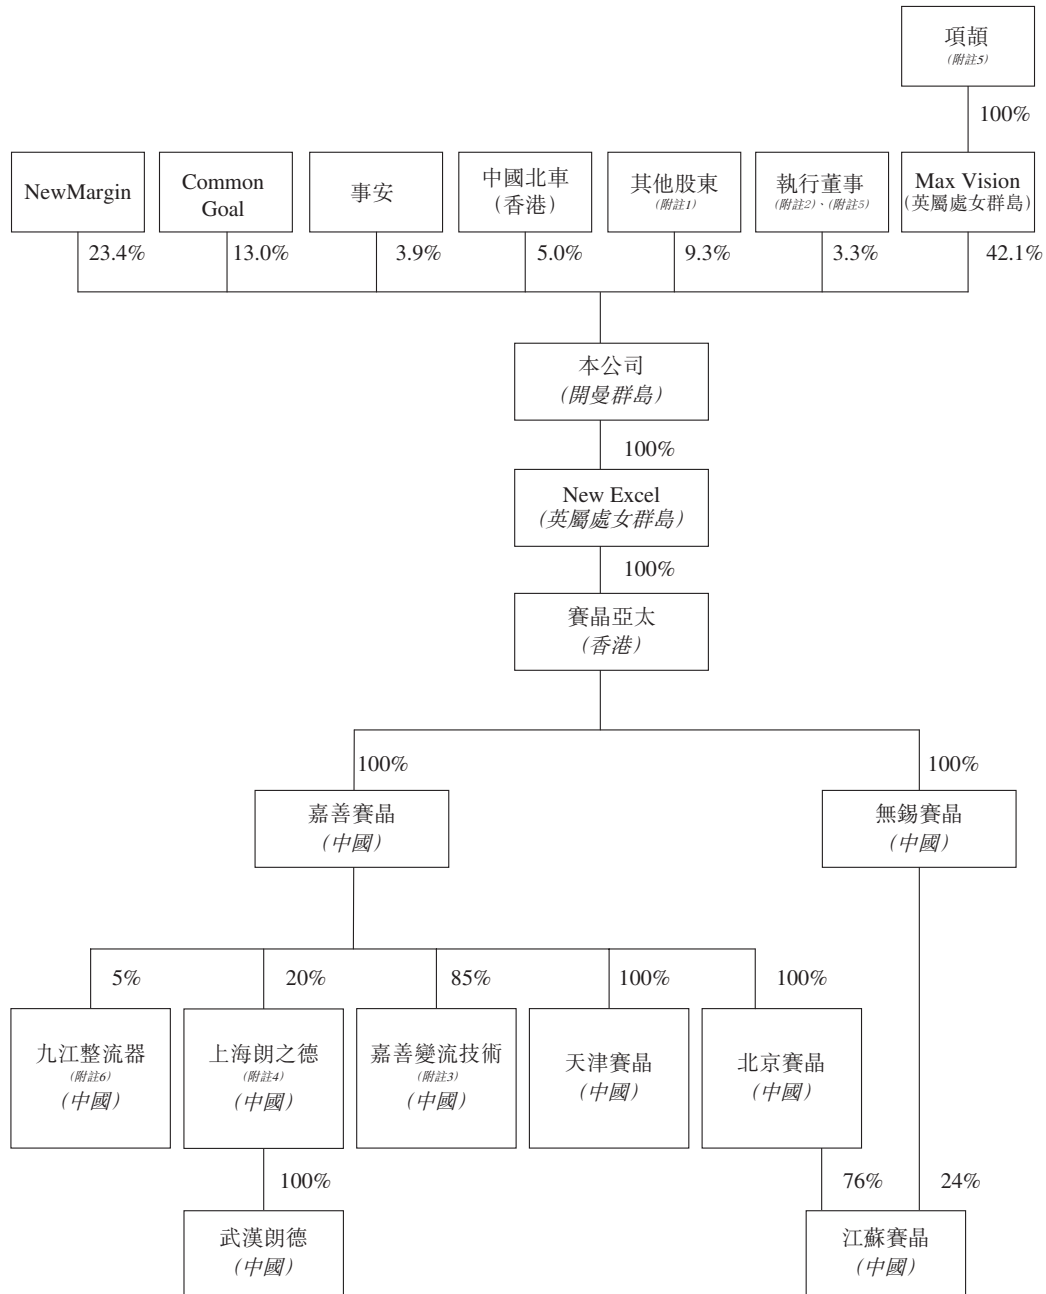 項頡
(附註5)
100%
NewMargin
Common
Goal
事安
中國北車
(香港)
其他股東
(附註1)
執行董事
(附註2)、(附註5)
Max Vision
(英屬處女群島)
23.4%
13.0%
3.9%
5.0%
9.3%
3.3%
42.1%
本公司
(開曼群島)
100%
New Excel
(英屬處女群島)
100%
賽晶亞太
(香港)
100%
100%
嘉善賽晶
(中國)
無錫賽晶
(中國)
5%
20%
85%
100%
100%
九江整流器
(附註6)
(中國)
上海朗之德
(附註4)
(中國)
嘉善變流技術
(附註3)
(中國)
天津賽晶
(中國)
北京賽晶
(中國)
100%
76%
24%
武漢朗德
(中國)
江蘇賽晶
(中國)